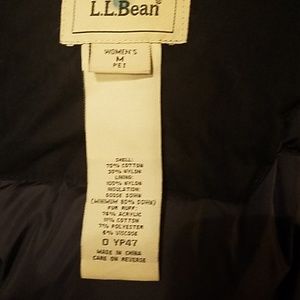 L.L.Bean®
WOMEN'S
M
PET
SHELL:
70% COTTON
30% NYLON
LINING:
100% NYLON
INSULATION:
GOOSE DOWN
(MINIMUM 80% DOWN)
FUR RUFF:
76% ACRYLIC
11% COTTON
7% POLYESTER
6% VISCOSE
0 YP47
MADE IN CHINA
CARE ON REVERSE